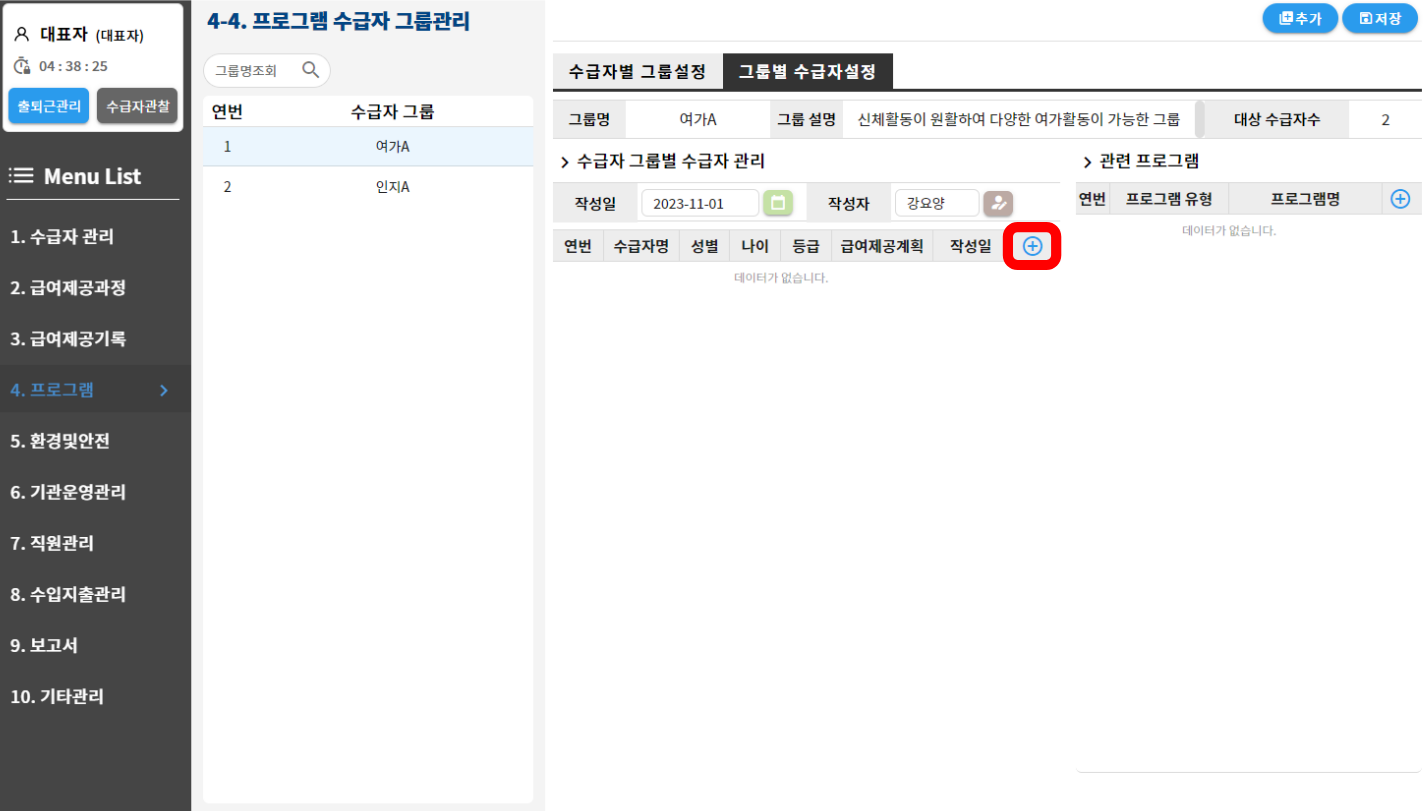 대표자 (대표자)
04 : 38 : 25
출퇴근관리 수급자관찰
Menu List
1. 수급자 관리
2. 급여제공과정
3. 급여제공기록
4. 프로그램
5. 환경및안전
6. 기관운영관리
7. 직원관리
8. 수입지출관리
9. 보고서
10. 기타관리
4-4. 프로그램 수급자 그룹관리
그룹명조회
연번 수급자 그룹
1 여가A
2 인지A
추가 저장
수급자별 그룹설정 그룹별 수급자설정
그룹명 여가A 그룹 설명 신체활동이 원활하여 다양한 여가활동이 가능한 그룹 대상 수급자수 2
수급자 그룹별 수급자 관리
작성일 2023-11-01 작성자 강요양
연번 수급자명 성별 나이 등급 급여제공계획 작성일
데이터가 없습니다.
관련 프로그램
연번 프로그램 유형 프로그램명
데이터가 없습니다.